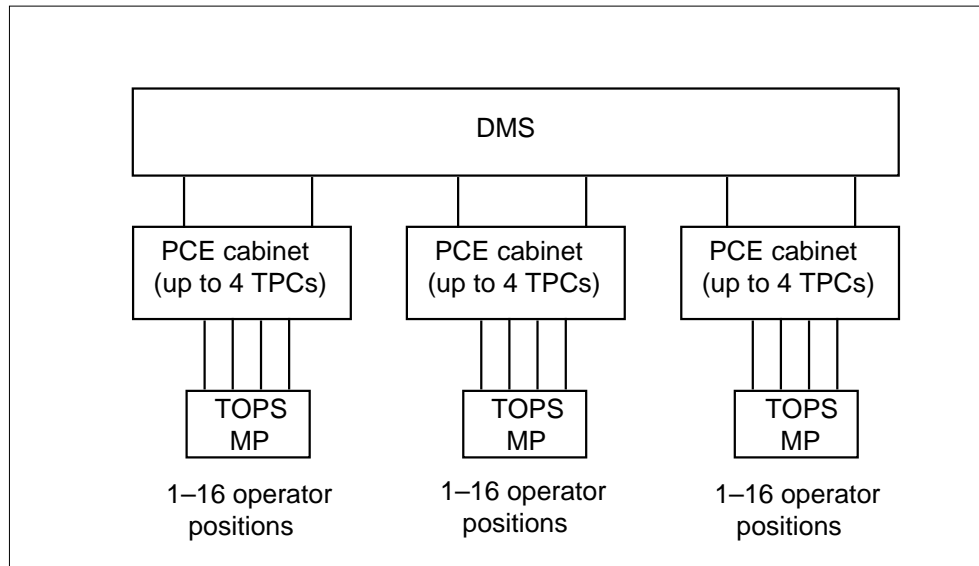 DMS
PCE cabinet
(up to 4 TPCs)
PCE cabinet
(up to 4 TPCs)
PCE cabinet
(up to 4 TPCs)
TOPS
MP
TOPS
MP
TOPS
MP
1–16 operator
positions
1–16 operator
positions
1–16 operator
positions